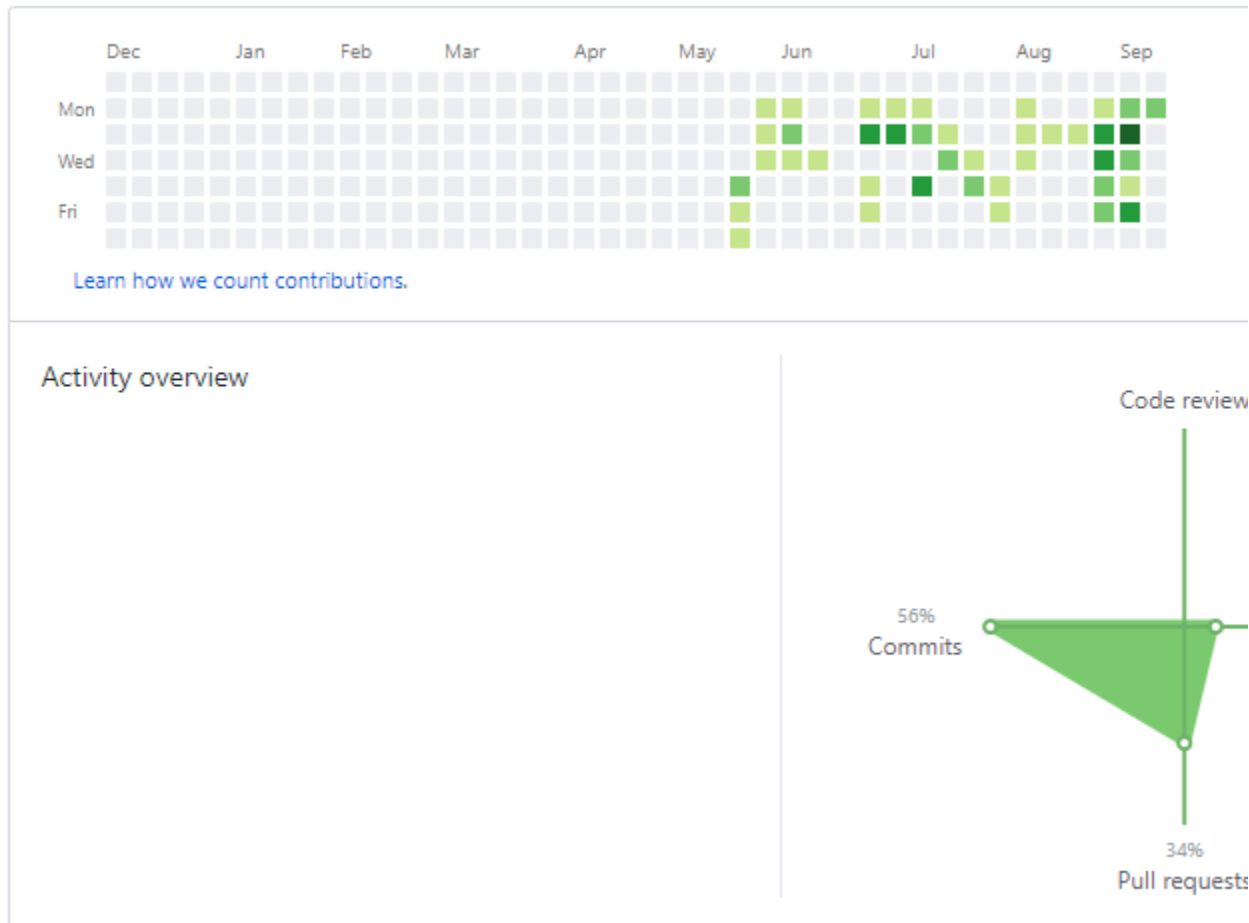 Dec Jan Feb Mar Apr May Jun Jul Aug Sep
Mon
Wed
Fri
Learn how we count contributions.
Activity overview
Code review
56%
Commits
34%
Pull requests